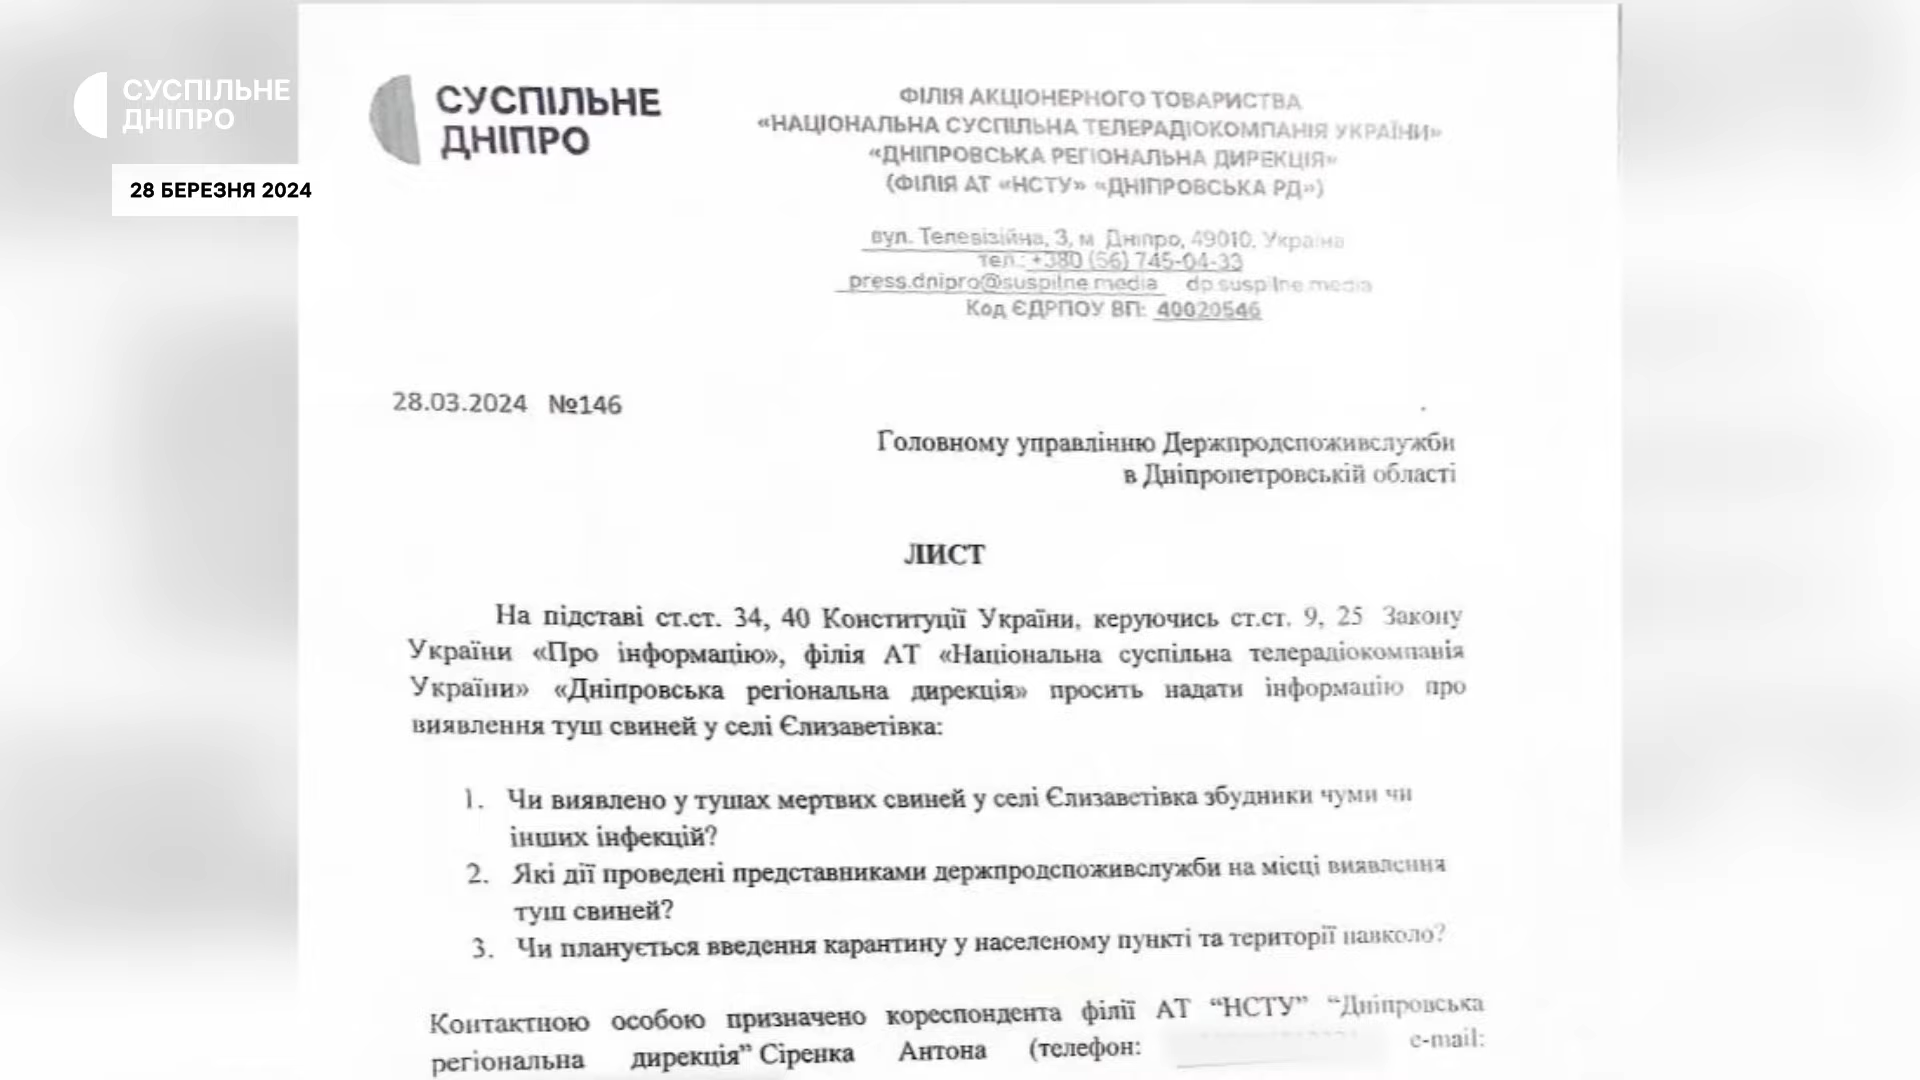 СУСПІЛЬНЕ
ДНІПРО
28 БЕРЕЗНЯ 2024
СУСПІЛЬНЕ
ДНІПРО
ФІЛІЯ АКЦІОНЕРНОГО ТОВАРИСТВА
«НАЦІОНАЛЬНА СУСПІЛЬНА ТЕЛЕРАДІОКОМПАНІЯ УКРАЇНИ»
«ДНІПРОВСЬКА РЕГІОНАЛЬНА ДИРЕКЦІЯ»
(ФІЛІЯ АТ «НСТУ» «ДНІПРОВСЬКА РД»)
вул. Телевізійна, 3, м Дніпро, 49010, Україна
тел.: +380 (56) 745-04-33
press.dnipro@suspilne.media dp.suspilne.media
Код ЄДРПОУ ВП: 40020546
28.03.2024 №146
Головному управлінню Держпродспоживслужби
в Дніпропетровській області
ЛИСТ
На підставі ст.ст. 34, 40 Конституції України, керуючись ст.ст. 9, 25 Закону
України «Про інформацію», філія АТ «Національна суспільна телерадіокомпанія
України» «Дніпровська регіональна дирекція» просить надати інформацію про
виявлення туш свиней у селі Єлизаветівка:
1. Чи виявлено у тушах мертвих свиней у селі Єлизаветівка збудники чуми чи
інших інфекцій?
2. Які дії проведені представниками держпродспоживслужби на місці виявлення
туш свиней?
3. Чи планується введення карантину у населеному пункті та території навколо?
Контактною особою призначено кореспондента філії АТ “НСТУ” “Дніпровська
регіональна дирекція” Сіренка Антона (телефон: e-mail: